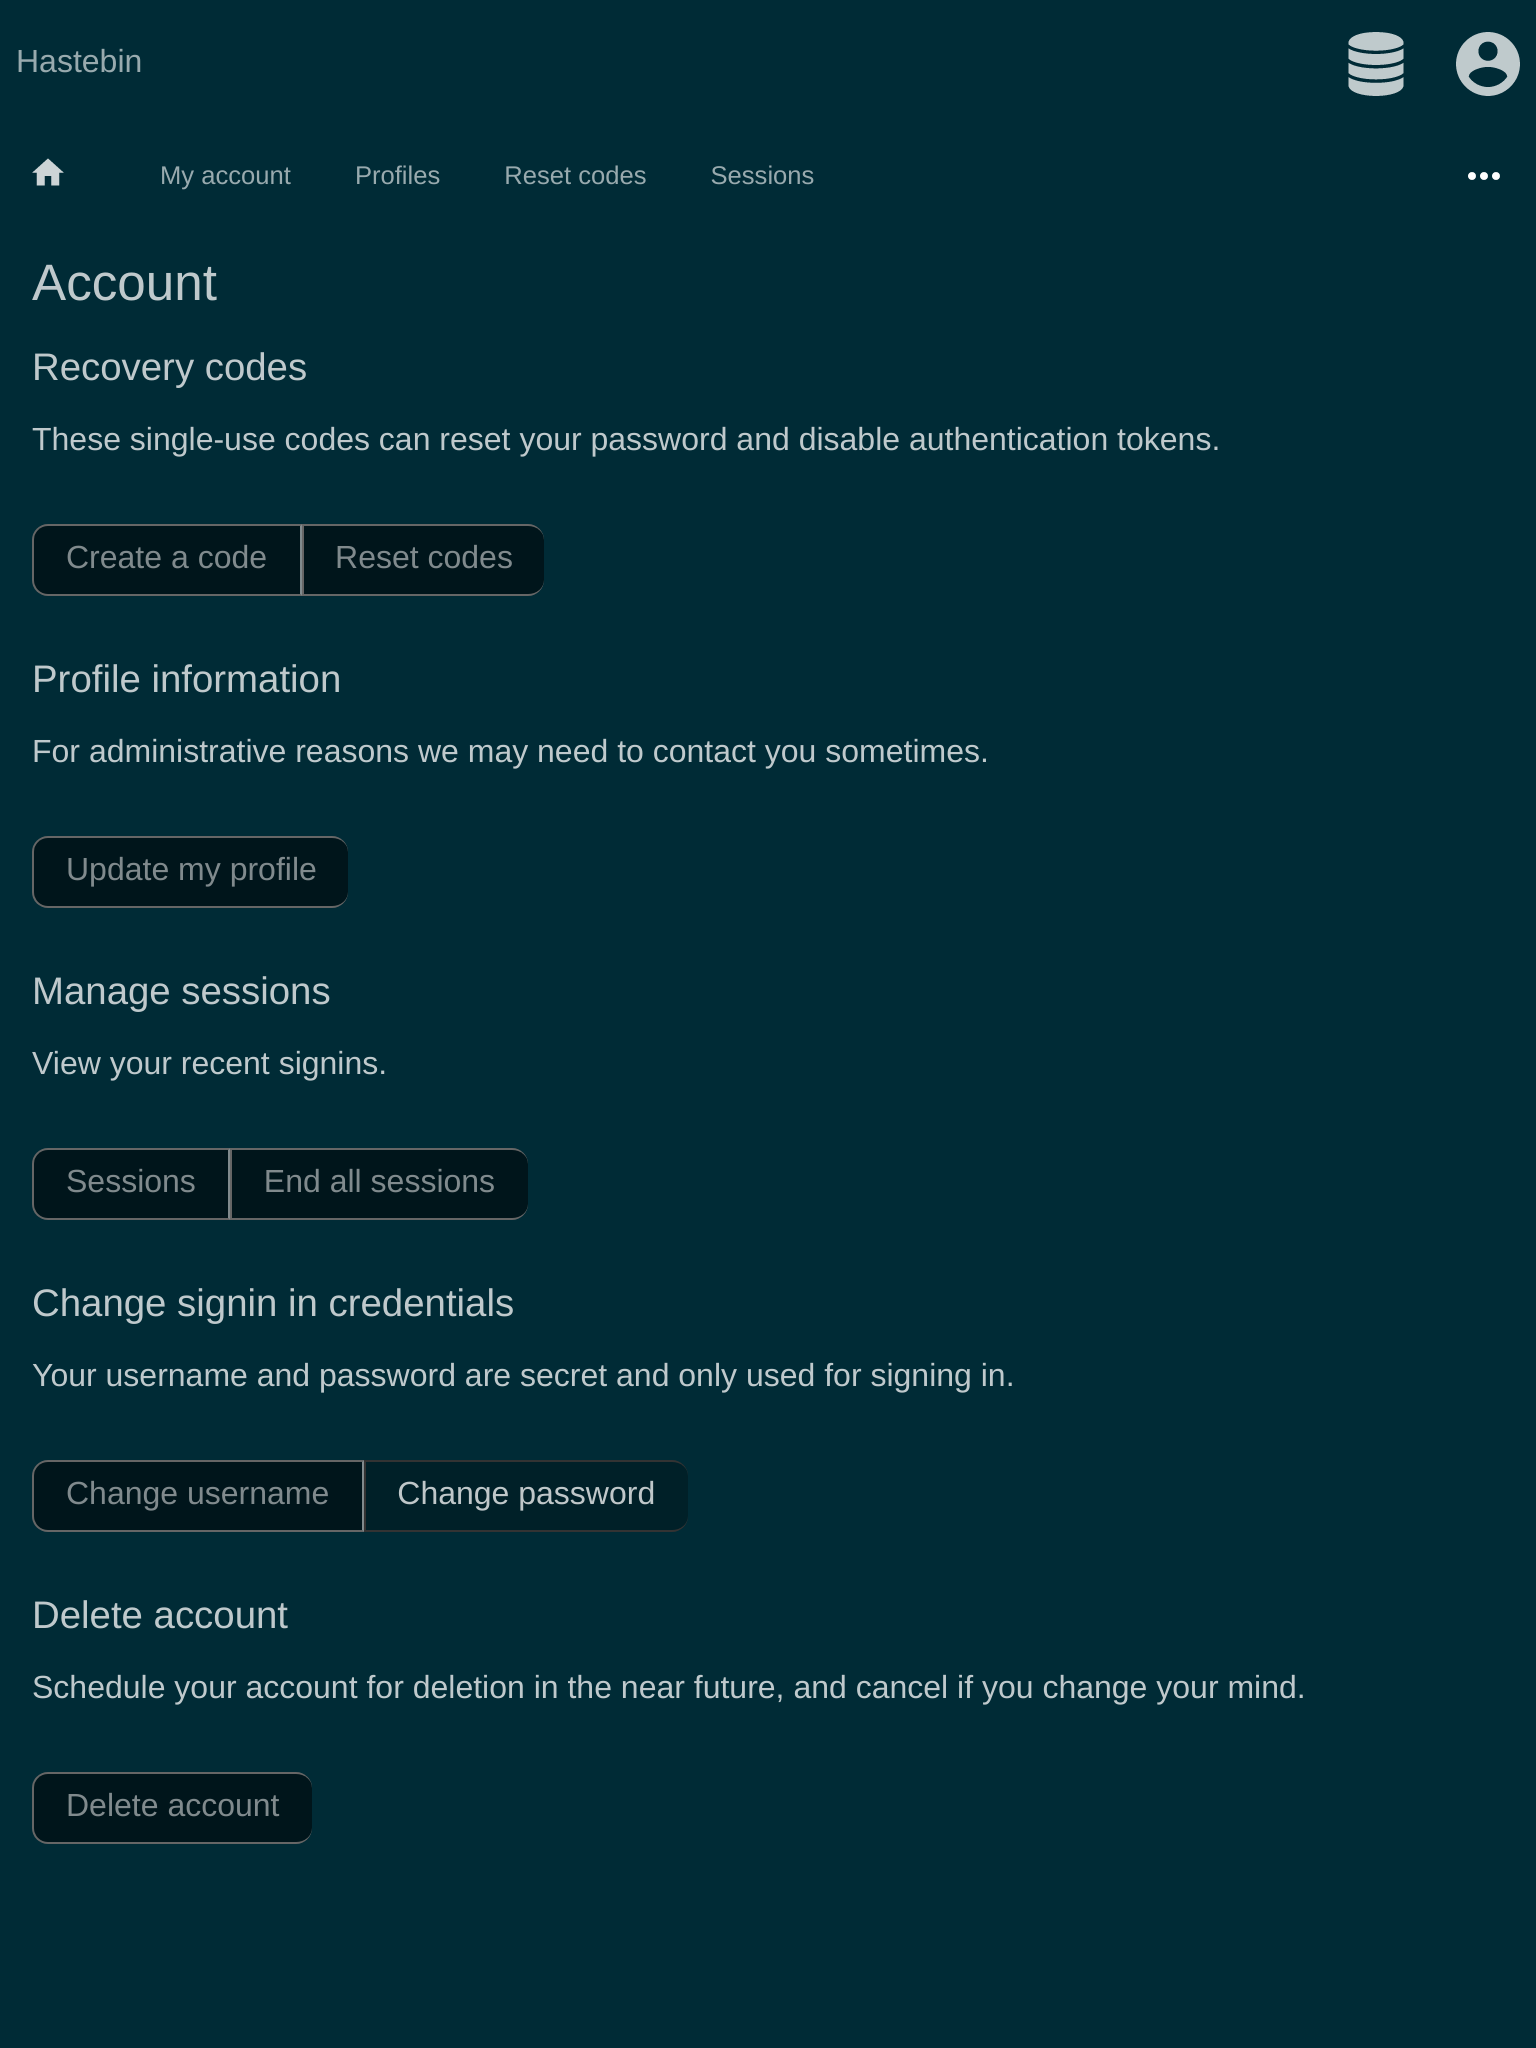 Hastebin
My account Profiles Reset codes Sessions
Account
Recovery codes
These single-use codes can reset your password and disable authentication tokens.
Create a code Reset codes
Profile information
For administrative reasons we may need to contact you sometimes.
Update my profile
Manage sessions
View your recent signins.
Sessions End all sessions
Change signin in credentials
Your username and password are secret and only used for signing in.
Change username Change password
Delete account
Schedule your account for deletion in the near future, and cancel if you change your mind.
Delete account